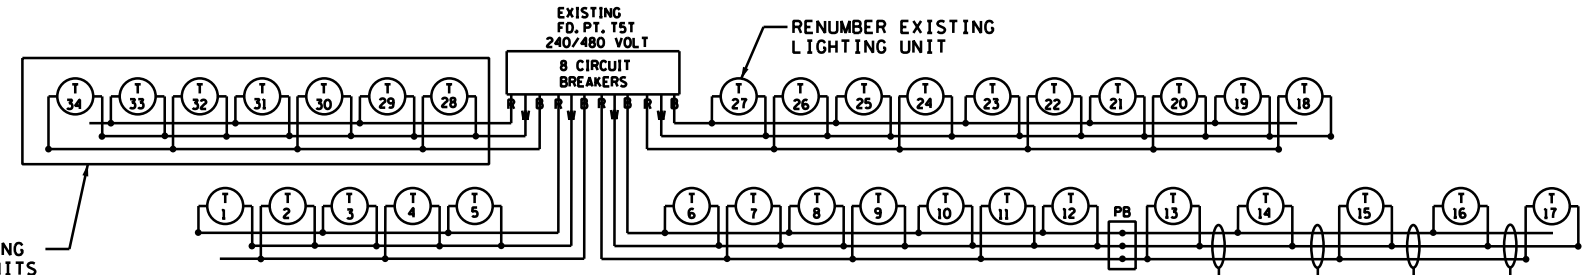 EXISTING
FD. PT. T5T
240/480 VOLT
8 CIRCUIT
BREAKERS
RENUMBER EXISTING
LIGHTING UNIT
T T T T T T T
34 33 32 31 30 29 28
R W B R W B R W B R W B
T T T T T T T T T T
27 26 25 24 23 22 21 20 19 18
T T T T T
1 2 3 4 5
T T T T T T T PB T T T T T
6 7 8 9 10 11 12 13 14 15 16 17
NG
NITS